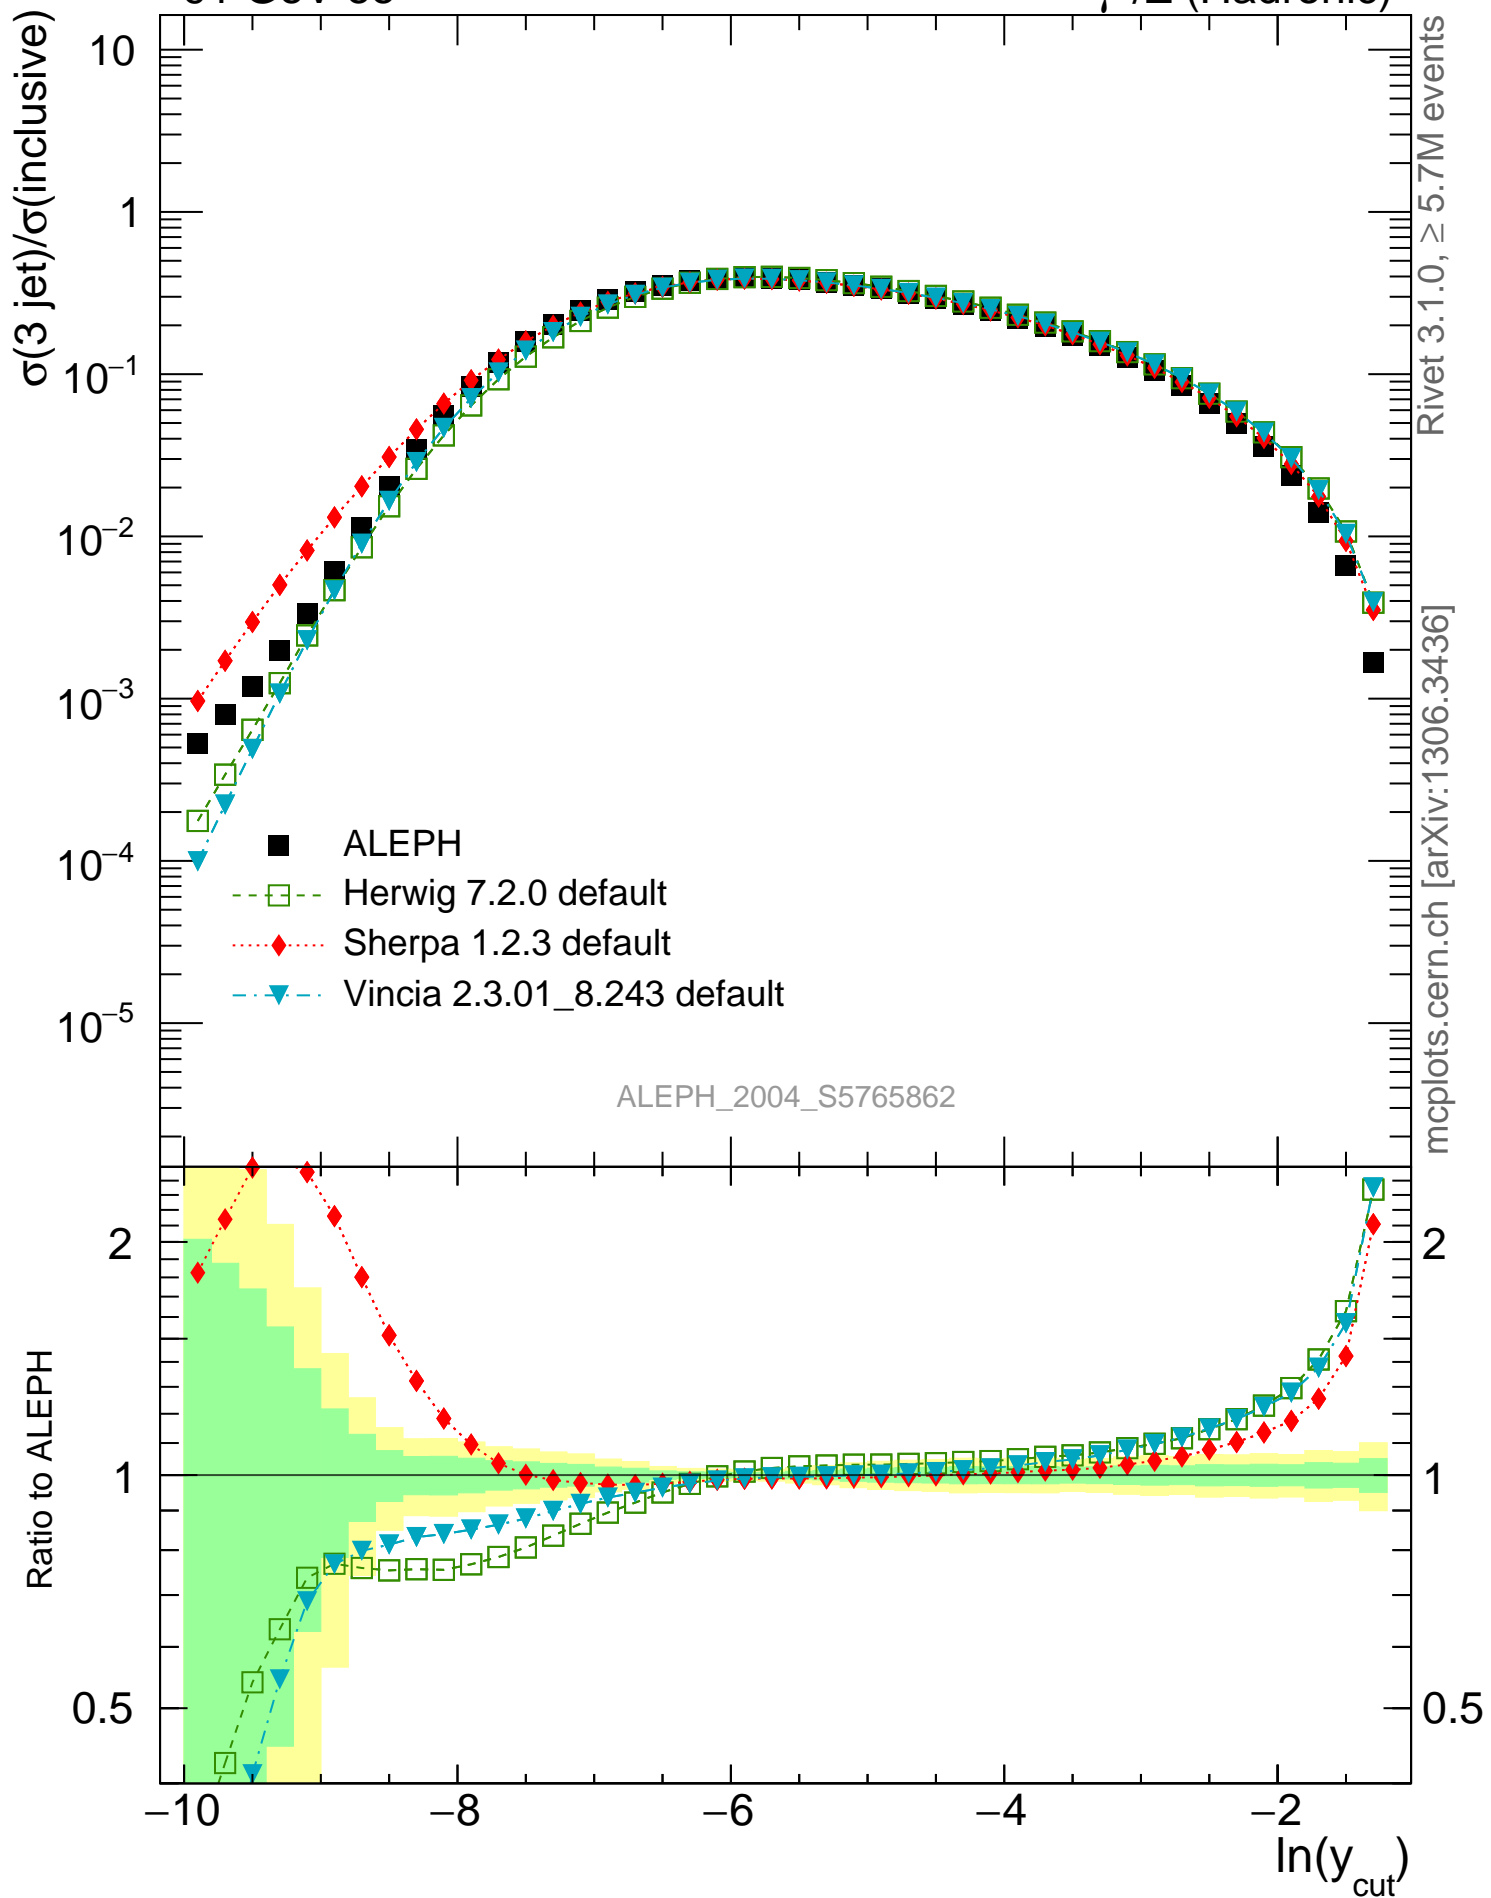 γ*/Z (Hadronic)
σ(3 jet)/σ(inclusive)
10
1
10−1
10−2
10−3
10−4
10−5
ALEPH
Herwig 7.2.0 default
Sherpa 1.2.3 default
Vincia 2.3.01_8.243 default
ALEPH_2004_S5765862
Rivet 3.1.0, ≥ 5.7M events
mcplots.cern.ch [arXiv:1306.3436]
Ratio to ALEPH
2
1
0.5
2
1
0.5
−10 −8 −6 −4 −2
ln(ycut)